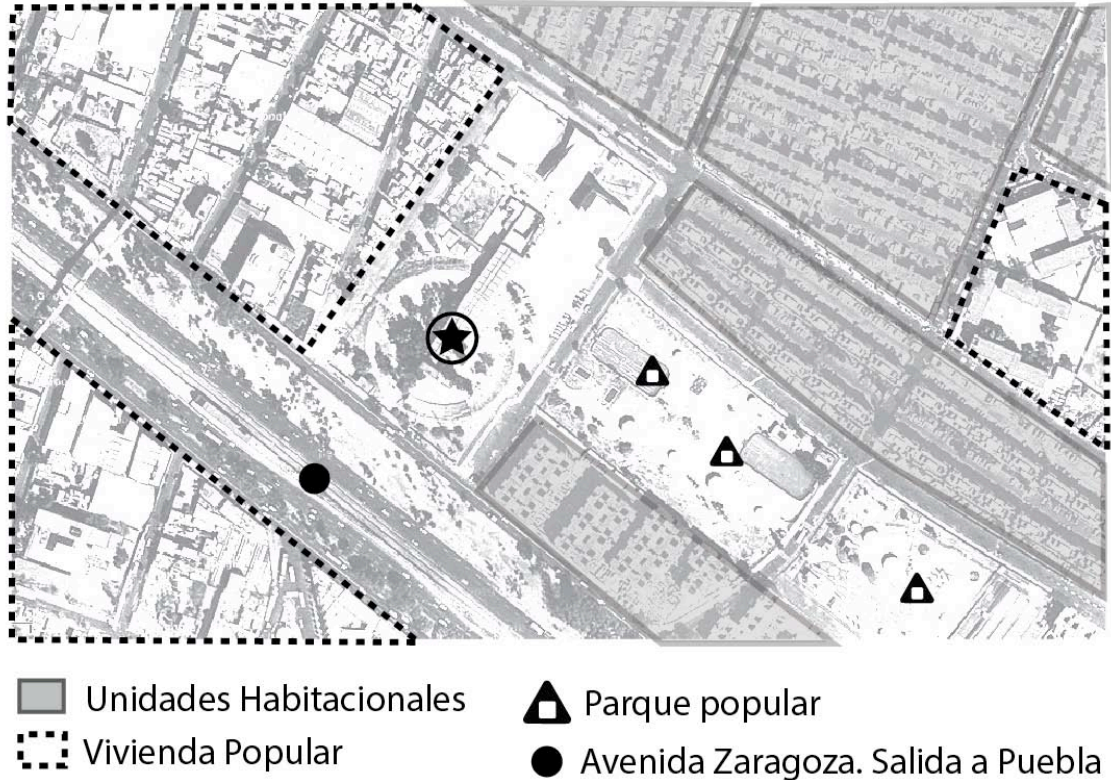 Unidades Habitacionales
Parque popular
Vivienda Popular
Avenida Zaragoza. Salida a Puebla